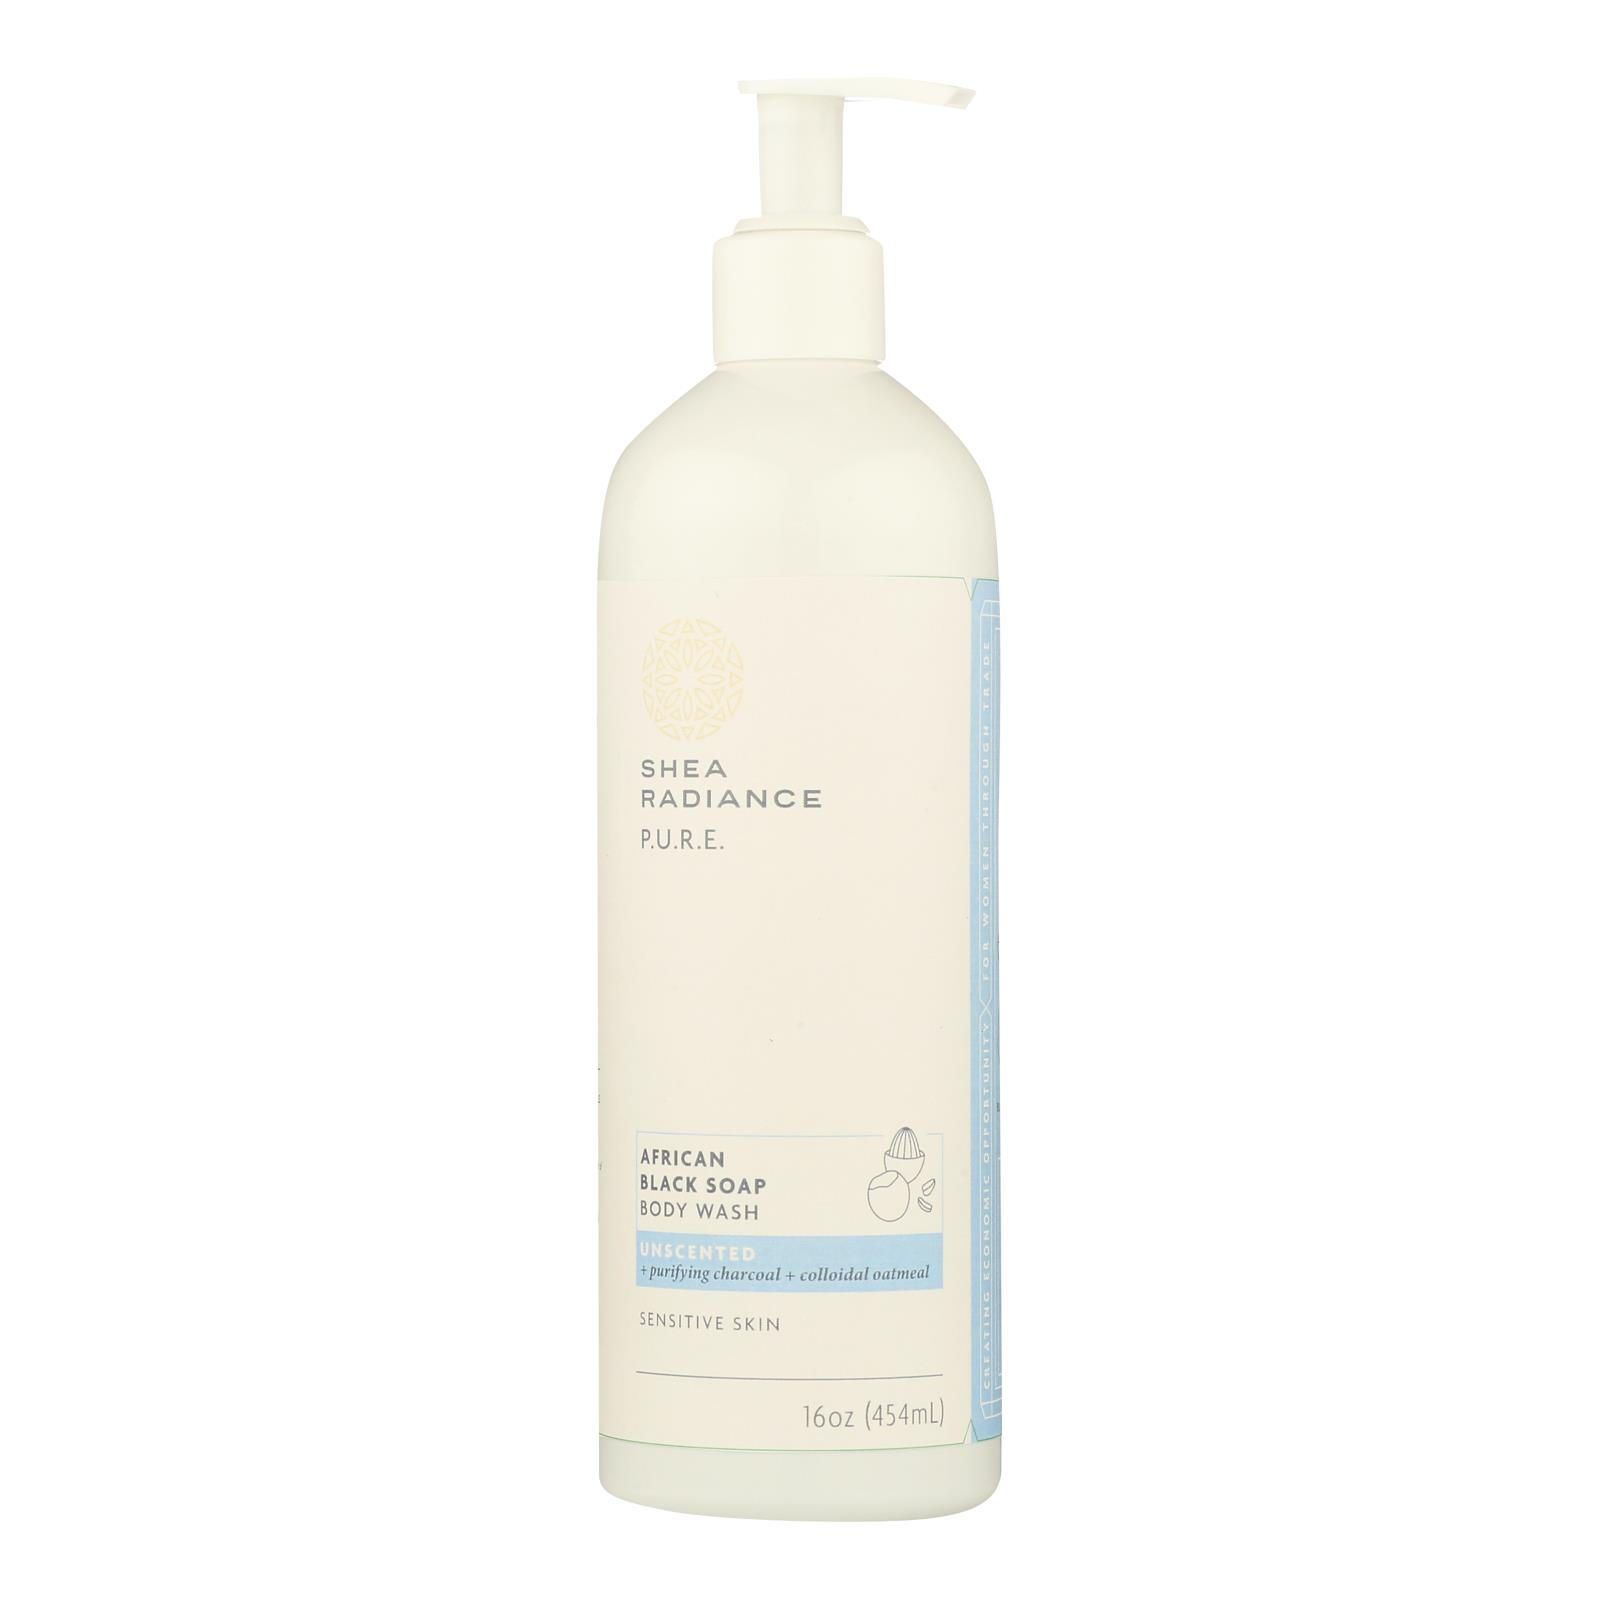 SHEA
RADIANCE
P.U.R.E.
AFRICAN
BLACK SOAP
BODY WASH
UNSCENTED
+ purifying charcoal + colloidal oatmeal
SENSITIVE SKIN
16oz (454mL)
CREATING ECONOMIC OPPORTUNITY
FOR WOMEN THROUGH TRADE